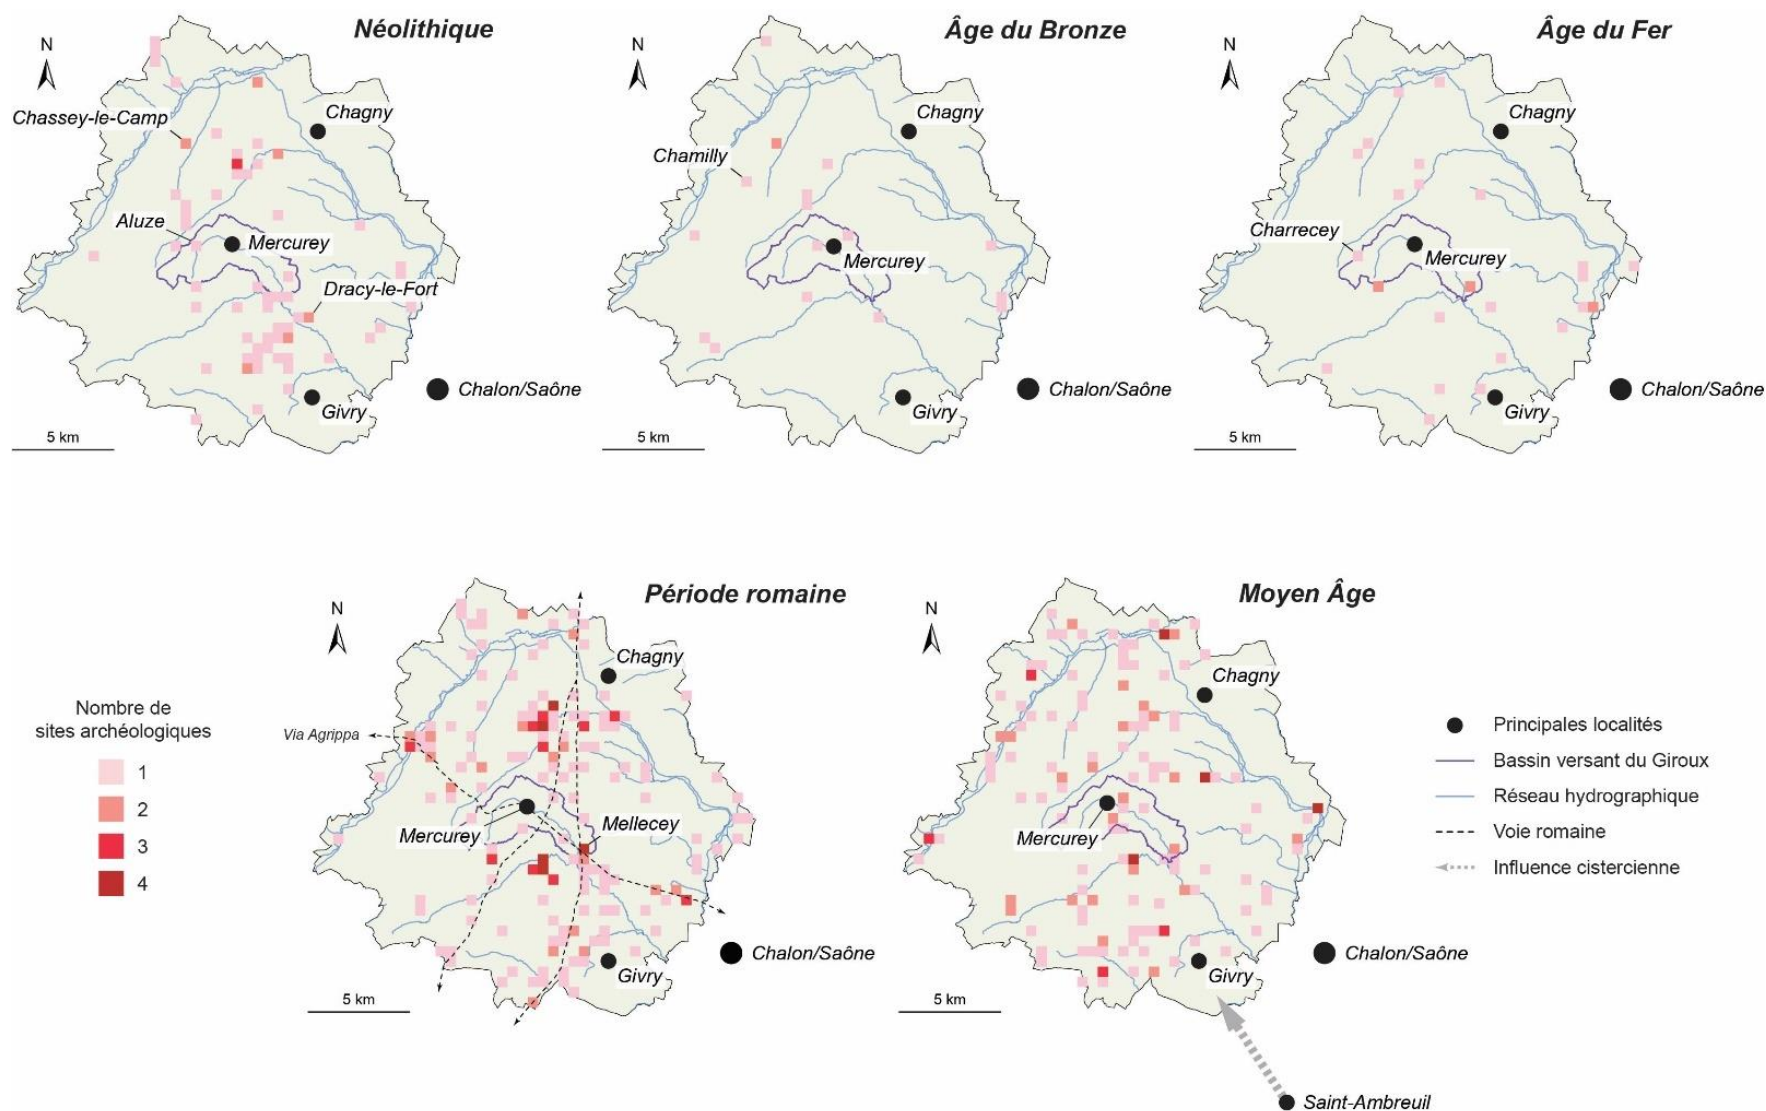 Néolithique
N
Chassey-le-Camp
Chagny
Aluze
Mercurey
Dracy-le-Fort
Chalon/Saône
Givry
5 km
Âge du Bronze
N
Chagny
Chamilly
Mercurey
Chalon/Saône
Givry
5 km
Âge du Fer
N
Chagny
Charrecey
Mercurey
Chalon/Saône
Givry
5 km
Nombre de
sites archéologiques
1
2
3
4
Période romaine
N
Chagny
Via Agrippa
Mercurey
Mellecey
Chalon/Saône
Givry
5 km
Moyen Âge
N
Chagny
Mercurey
Chalon/Saône
Givry
5 km
Saint-Ambreuil
Principales localités
Bassin versant du Giroux
Réseau hydrographique
Voie romaine
Influence cistercienne